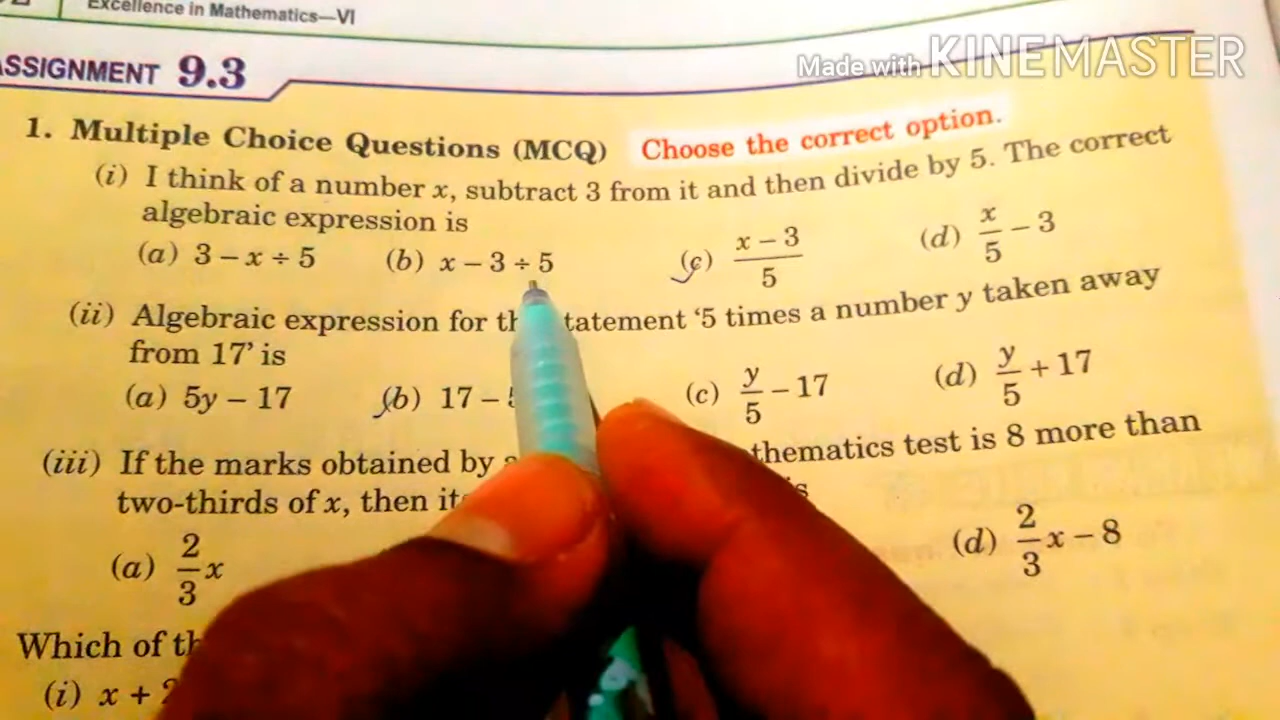 Excellence in Mathematics—VI
Made with KINEMASTER
ASSIGNMENT 9.3
1. Multiple Choice Questions (MCQ) Choose the correct option.
(i) I think of a number x, subtract 3 from it and then divide by 5. The correct
algebraic expression is
(a) 3 – x ÷ 5 (b) x – 3 ÷ 5 (c) (x – 3)/5 (d) x/5 – 3
(ii) Algebraic expression for the statement ‘5 times a number y taken away
from 17’ is
(a) 5y – 17 (b) 17 – (c) y/5 – 17 (d) y/5 + 17
(iii) If the marks obtained by thematics test is 8 more than
two-thirds of x, then
(a) 2/3 x (d) 2/3 x – 8
Which of
(i) x +